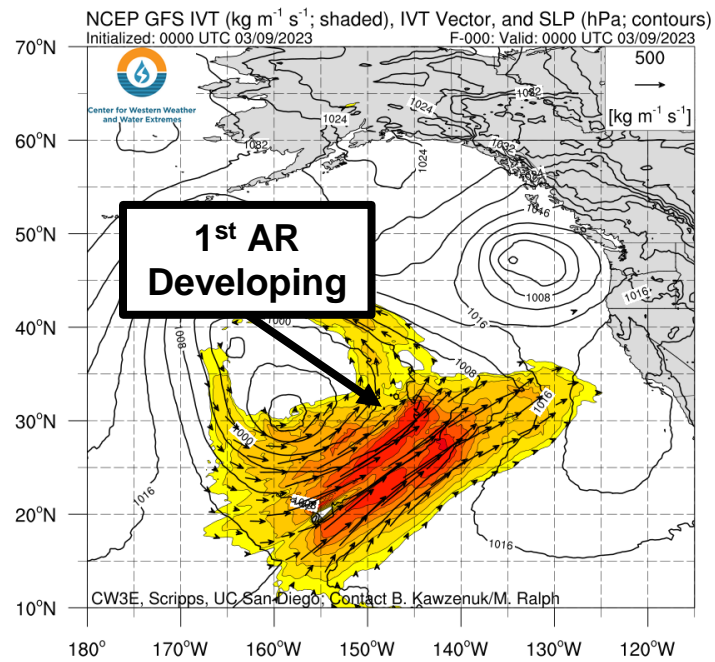 NCEP GFS IVT (kg m⁻¹ s⁻¹; shaded), IVT Vector, and SLP (hPa; contours)
Initialized: 0000 UTC 03/09/2023 F-000: Valid: 0000 UTC 03/09/2023
500
[kg m⁻¹ s⁻¹]
Center for Western Weather
and Water Extremes
1ˢᵗ AR
Developing
70°N
60°N
50°N
40°N
30°N
20°N
10°N
1032
1024
1024
1032
1024
1032
1016
1008
1016
1016
1008
1000
1008
1000
1016
1016
1016
CW3E, Scripps, UC San Diego; Contact B. Kawzenuk/M. Ralph
180° 170°W 160°W 150°W 140°W 130°W 120°W